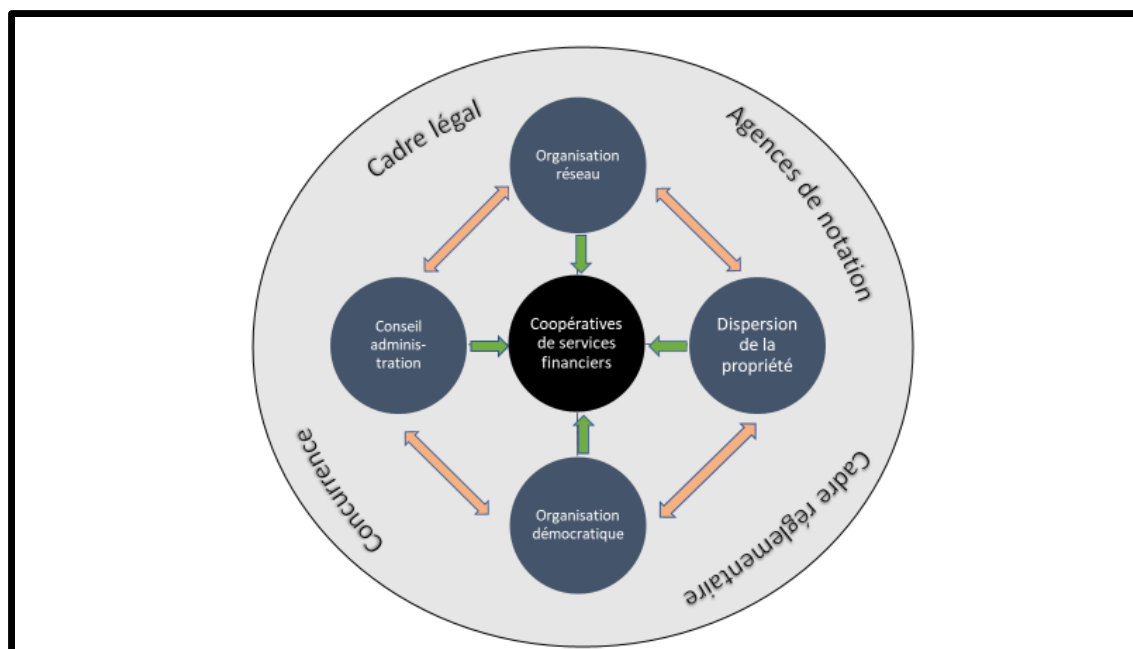 Cadre légal
Agences de notation
Organisation
réseau
Conseil
adminis-
tration
Coopératives
de services
financiers
Dispersion
de la
propriété
Organisation
démocratique
Concurrence
Cadre réglementaire